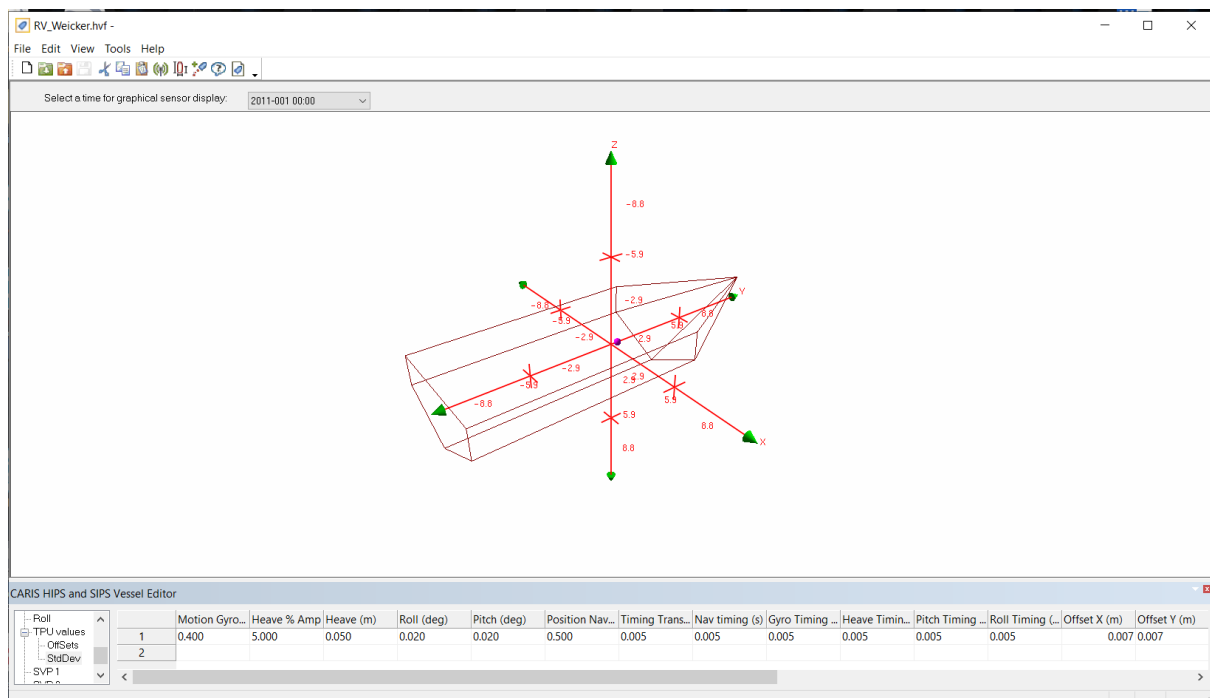 RV_Weicker.hvf -
File Edit View Tools Help
Select a time for graphical sensor display: 2011-001 00:00
Z
-8.8
-5.9
-2.9
Y
-8.8
-5.9
-2.9
2.9
5.9
8.8
-2.9
-5.9
-8.8
2.9
2.9
5.9
5.9
8.8
8.8
X
CARIS HIPS and SIPS Vessel Editor
Roll
TPU values
OffSets
StdDev
SVP 1
Motion Gyro... Heave % Amp Heave (m) Roll (deg) Pitch (deg) Position Nav... Timing Trans... Nav timing (s) Gyro Timing ... Heave Timin... Pitch Timing ... Roll Timing (... Offset X (m) Offset Y (m)
1 0.400 5.000 0.050 0.020 0.020 0.500 0.005 0.005 0.005 0.005 0.005 0.005 0.007 0.007
2